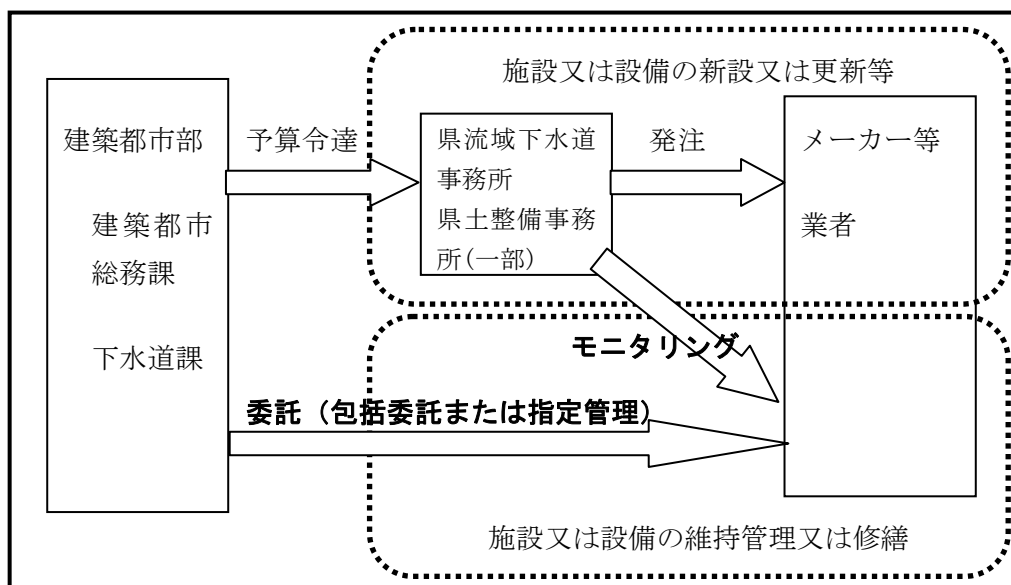 施設又は設備の新設又は更新等
建築都市部
建築都市
総務課
下水道課
予算令達
県流域下水道
事務所
県土整備事務
所(一部)
発注
メーカー等
業者
モニタリング
委託（包括委託または指定管理）
施設又は設備の維持管理又は修繕